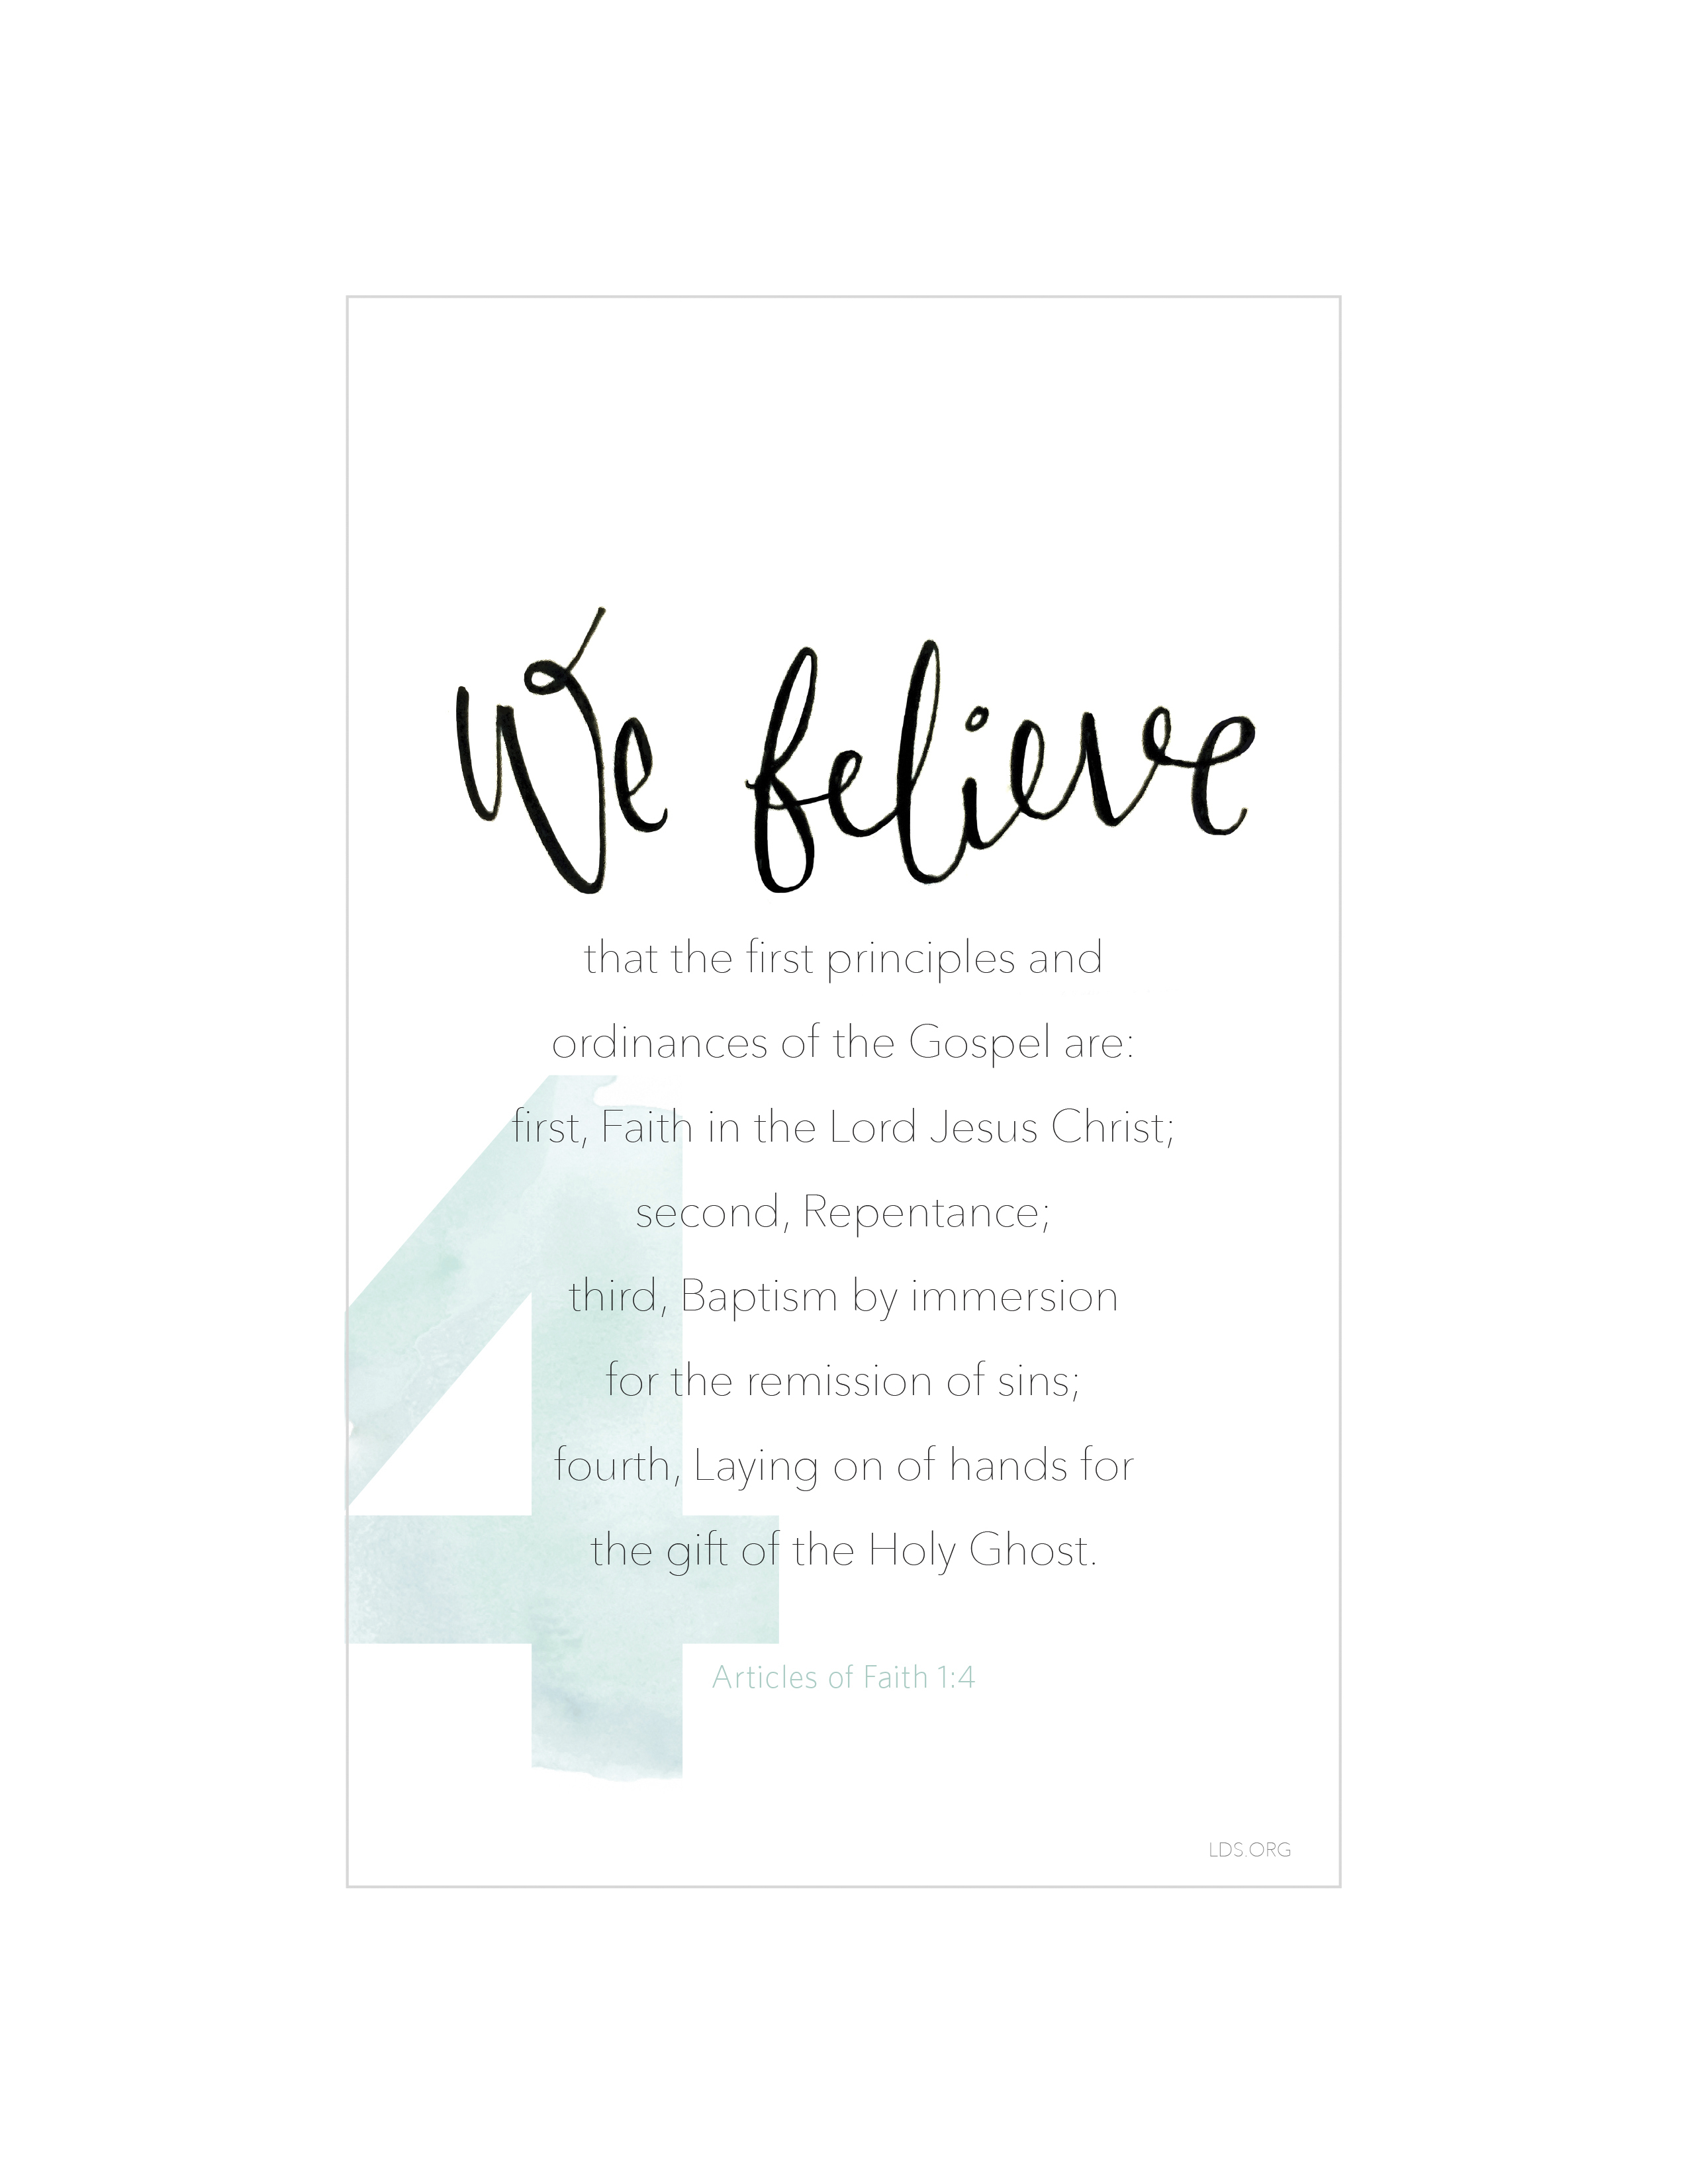 We believe
that the first principles and
ordinances of the Gospel are:
first, Faith in the Lord Jesus Christ;
second, Repentance;
third, Baptism by immersion
for the remission of sins;
fourth, Laying on of hands for
the gift of the Holy Ghost.
4
Articles of Faith 1:4
LDS.ORG